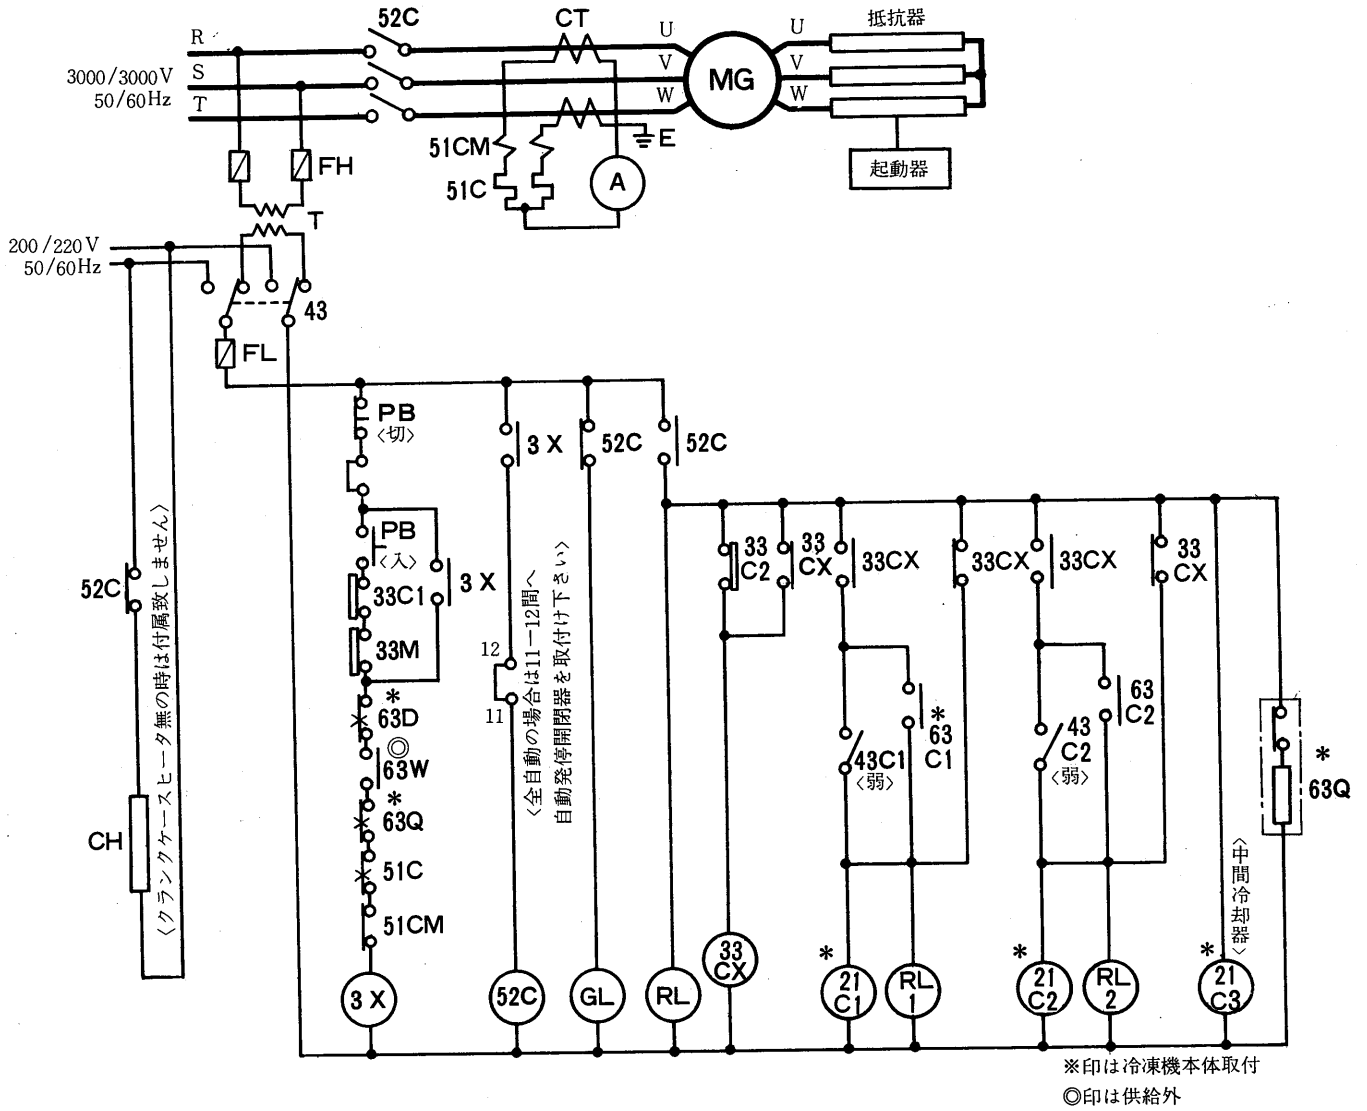 52C
CT
R
S
T
3000/3000V
50/60Hz
U
V
W
MG
U
V
W
抵抗器
起動器
51CM
51C
E
A
FH
T
200/220V
50/60Hz
43
FL
PB
〈切〉
3X
52C
52C
PB
〈入〉
3X
33C1
33M
*
63D
◎
63W
*
63Q
51C
51CM
52C
CH
〈クランクケースヒータ無の時は付属致しません〉
12
11
〈全自動の場合は11−12間へ
自動発停開閉器を取付け下さい〉
33
C2
33
CX
33CX
33CX
33CX
33
CX
43C1
〈弱〉
*
63
C1
43
C2
〈弱〉
63
C2
*
63Q
〈中間冷却器〉
3X
52C
GL
RL
33
CX
*
21
C1
RL
1
*
21
C2
RL
2
*
21
C3
※印は冷凍機本体取付
◎印は供給外